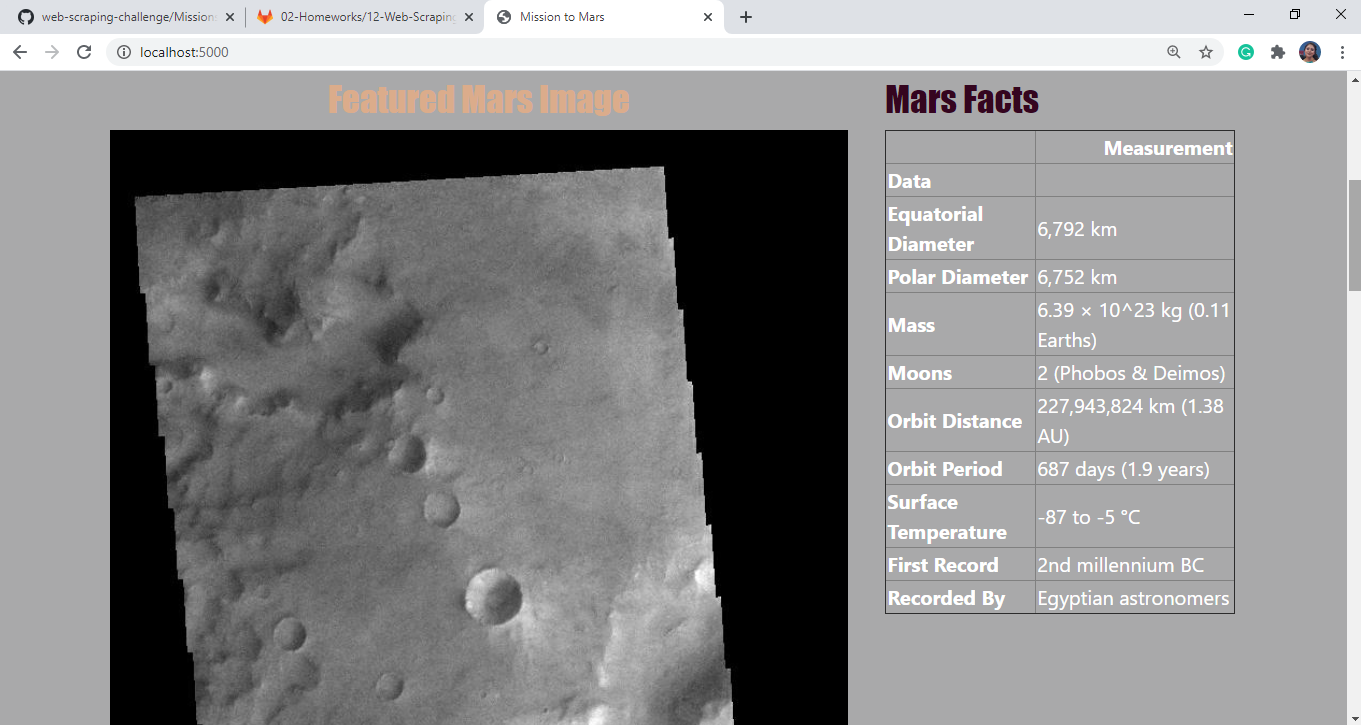 web-scraping-challenge/Mission
02-Homeworks/12-Web-Scraping
Mission to Mars
localhost:5000
Featured Mars Image
Mars Facts
Measurement
Data
Equatorial
Diameter
6,792 km
Polar Diameter
6,752 km
Mass
6.39 × 10^23 kg (0.11
Earths)
Moons
2 (Phobos & Deimos)
Orbit Distance
227,943,824 km (1.38
AU)
Orbit Period
687 days (1.9 years)
Surface
Temperature
-87 to -5 °C
First Record
2nd millennium BC
Recorded By
Egyptian astronomers